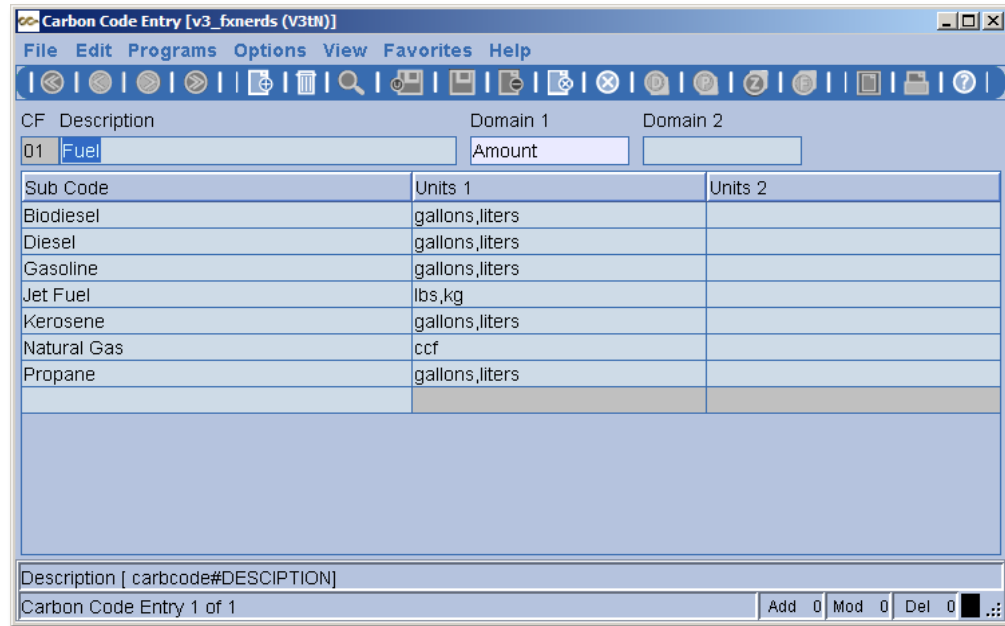 Carbon Code Entry [v3_fxnerds (V3tN)]
File Edit Programs Options View Favorites Help
D P Z F ?
CF Description Domain 1 Domain 2
01 Fuel Amount
Sub Code Units 1 Units 2
Biodiesel gallons,liters
Diesel gallons,liters
Gasoline gallons,liters
Jet Fuel lbs,kg
Kerosene gallons,liters
Natural Gas ccf
Propane gallons,liters
Description [ carbcode#DESCIPTION]
Carbon Code Entry 1 of 1 Add 0 Mod 0 Del 0